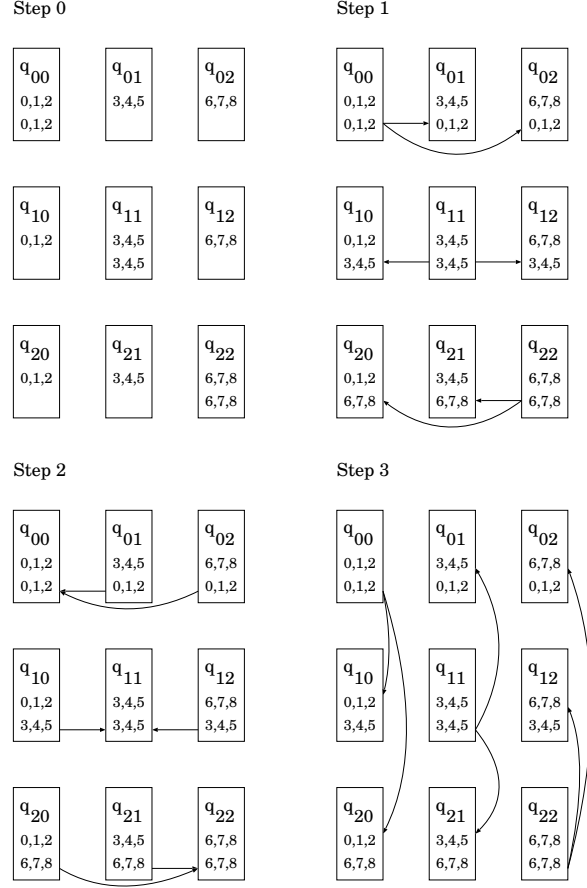 Step 0
q00 q01 q02
0,1,2 3,4,5 6,7,8
0,1,2
q10 q11 q12
0,1,2 3,4,5 6,7,8
3,4,5
q20 q21 q22
0,1,2 3,4,5 6,7,8
6,7,8
Step 1
q00 q01 q02
0,1,2 3,4,5 6,7,8
0,1,2 0,1,2 0,1,2
q10 q11 q12
0,1,2 3,4,5 6,7,8
3,4,5 3,4,5 3,4,5
q20 q21 q22
0,1,2 3,4,5 6,7,8
6,7,8 6,7,8 6,7,8
Step 2
q00 q01 q02
0,1,2 3,4,5 6,7,8
0,1,2 0,1,2 0,1,2
q10 q11 q12
0,1,2 3,4,5 6,7,8
3,4,5 3,4,5 3,4,5
q20 q21 q22
0,1,2 3,4,5 6,7,8
6,7,8 6,7,8 6,7,8
Step 3
q00 q01 q02
0,1,2 3,4,5 6,7,8
0,1,2 0,1,2 0,1,2
q10 q11 q12
0,1,2 3,4,5 6,7,8
3,4,5 3,4,5 3,4,5
q20 q21 q22
0,1,2 3,4,5 6,7,8
6,7,8 6,7,8 6,7,8